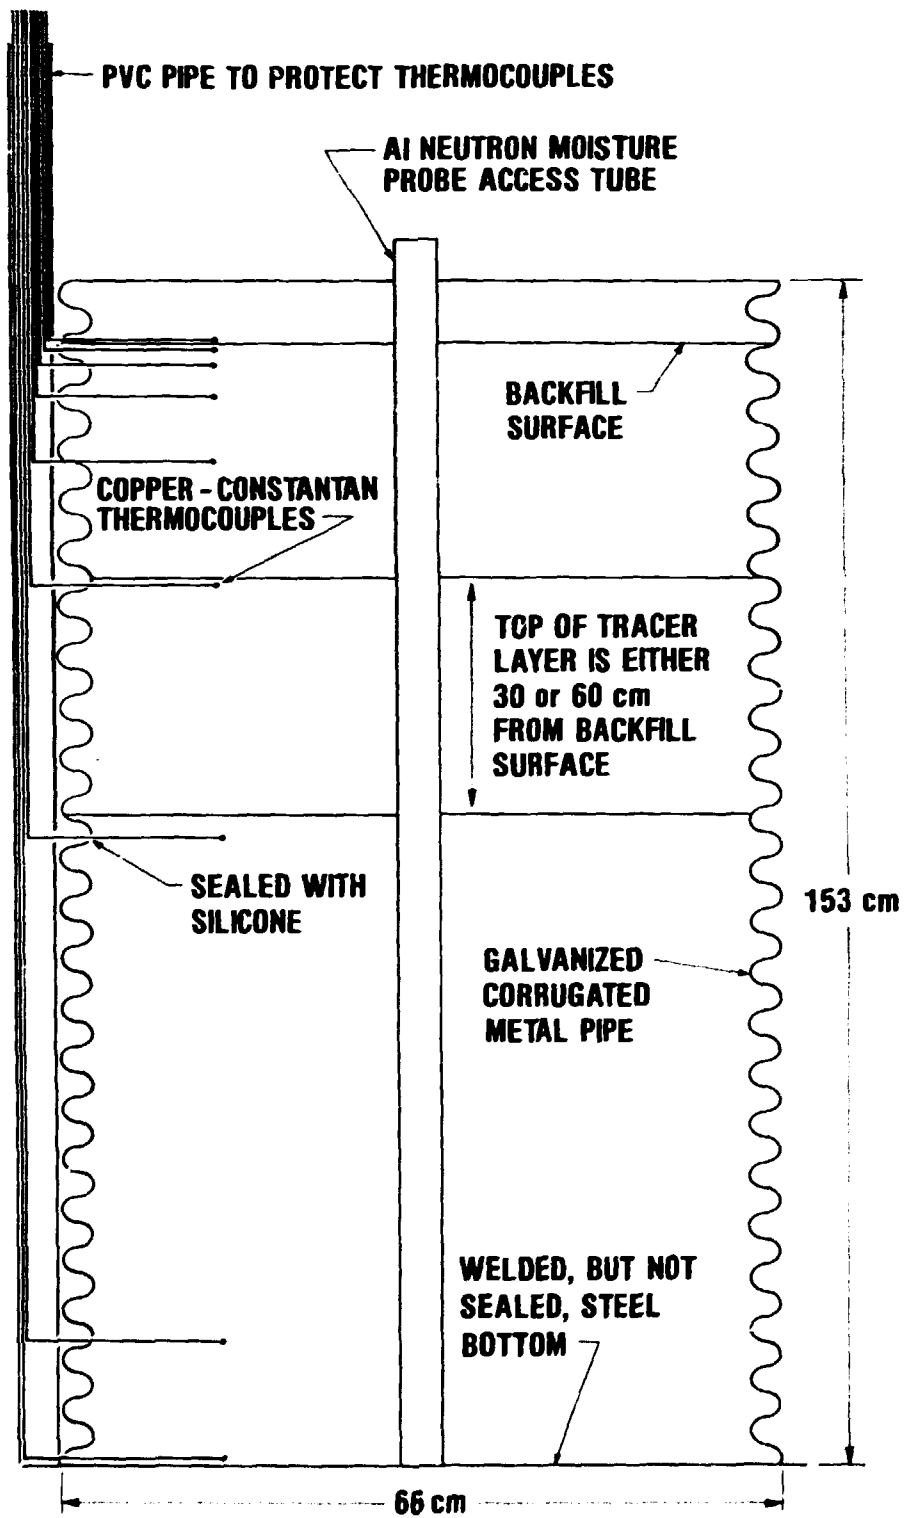 PVC PIPE TO PROTECT THERMOCOUPLES
Al NEUTRON MOISTURE
PROBE ACCESS TUBE
BACKFILL
SURFACE
COPPER - CONSTANTAN
THERMOCOUPLES
TOP OF TRACER
LAYER IS EITHER
30 or 60 cm
FROM BACKFILL
SURFACE
SEALED WITH
SILICONE
153 cm
GALVANIZED
CORRUGATED
METAL PIPE
WELDED, BUT NOT
SEALED, STEEL
BOTTOM
66 cm